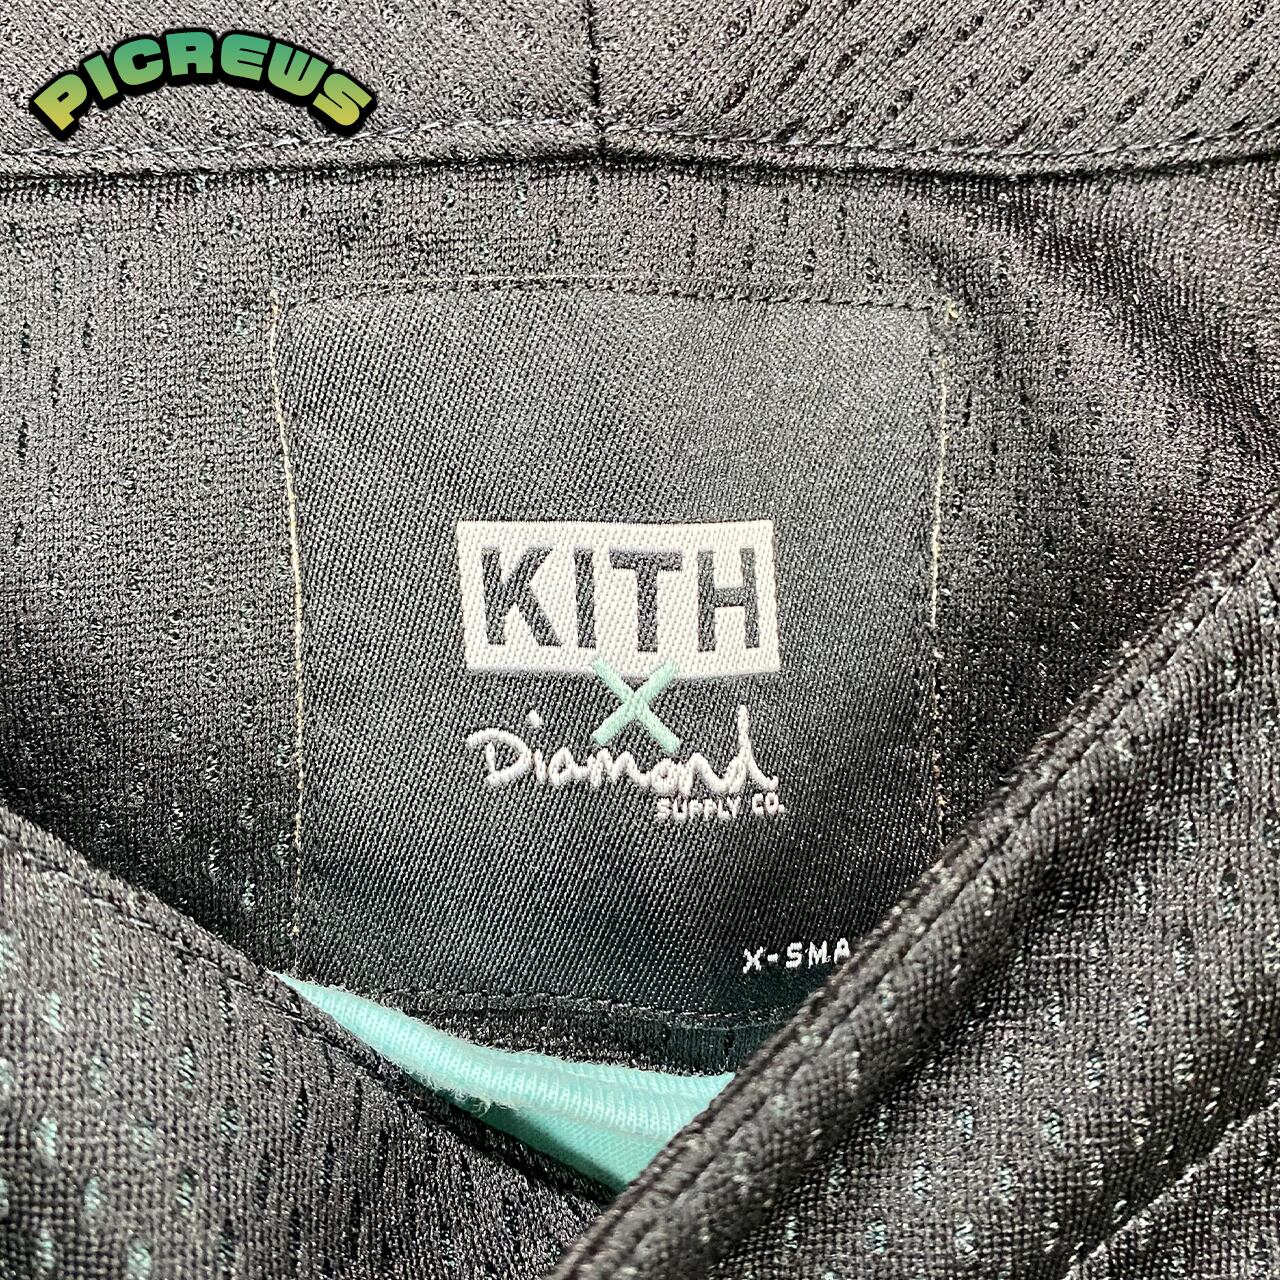 PICREWS
KITH
X
Diamond
SUPPLY CO.
X-SMA